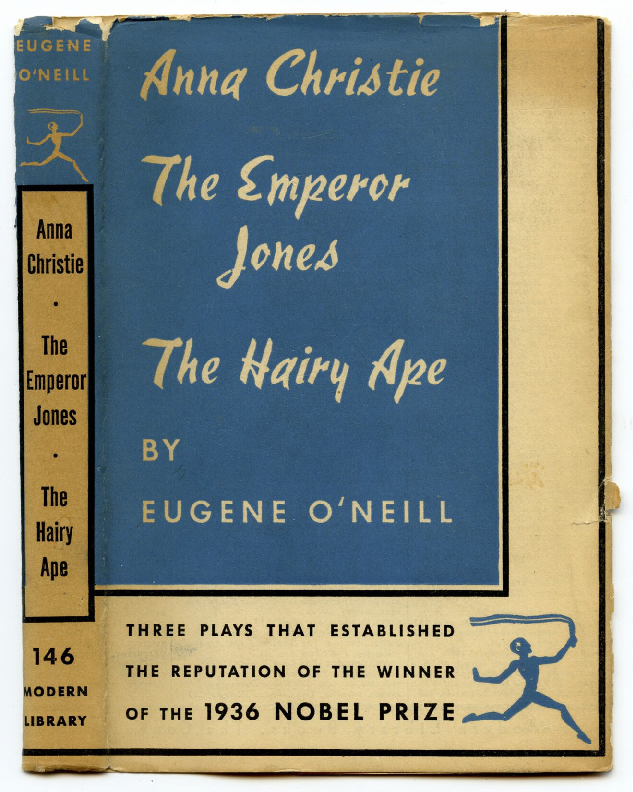 EUGENE
O'NEILL
Anna
Christie
·
The
Emperor
Jones
·
The
Hairy
Ape
146
MODERN
LIBRARY
Anna Christie
The Emperor
Jones
The Hairy Ape
BY
EUGENE O'NEILL
THREE PLAYS THAT ESTABLISHED
THE REPUTATION OF THE WINNER
OF THE 1936 NOBEL PRIZE